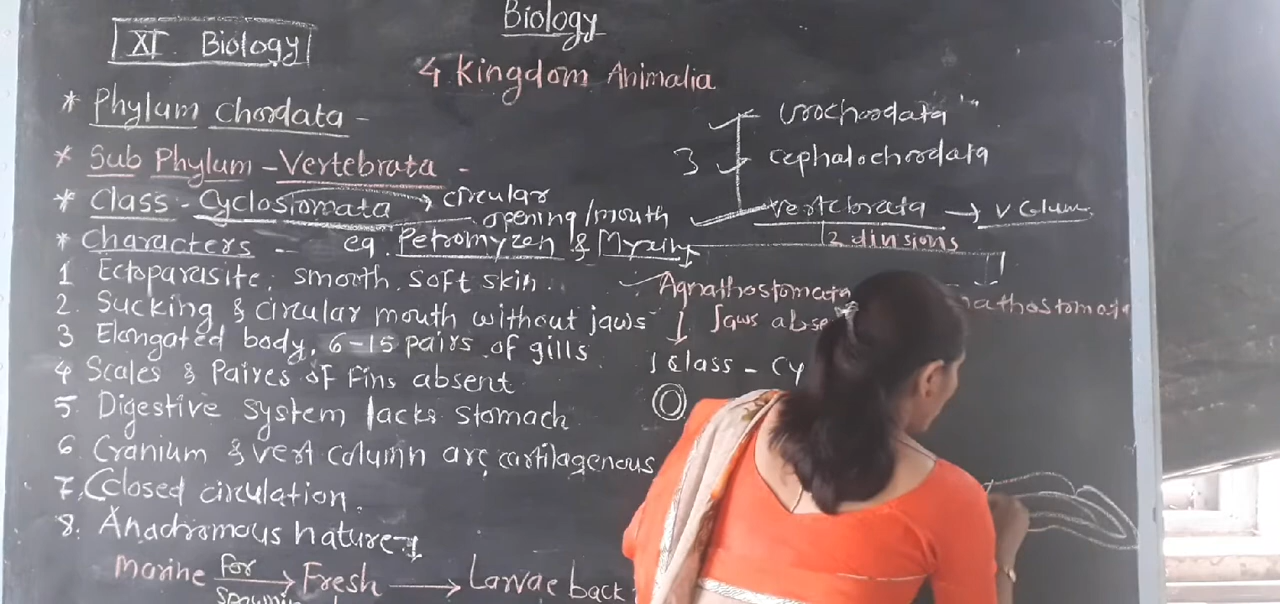 Biology
XI. Biology
4 Kingdom Animalia
* Phylum Chordata -
* Sub Phylum - Vertebrata -
* Class - Cyclostomata → circular
opening/mouth
* Characters - eg. Petromyzen & Myxin
1 Ectoparasite; smooth, soft skin.
2. Sucking & circular mouth without jaws
3 Elongated body, 6-15 pairs of gills
4 Scales & Paires of Fins absent
5. Digestive System lacks stomach
6. Cranium & vert column are cartilagenous
7. Closed circulation.
8. Anadromous nature-
Marine for → Fresh → Larvae back
3
Urochordata
cephalochordata
vertebrata → v Colum
2 divisions
Agnathostomata
nathostomata
↓ Jaws abse
1 Class - Cy